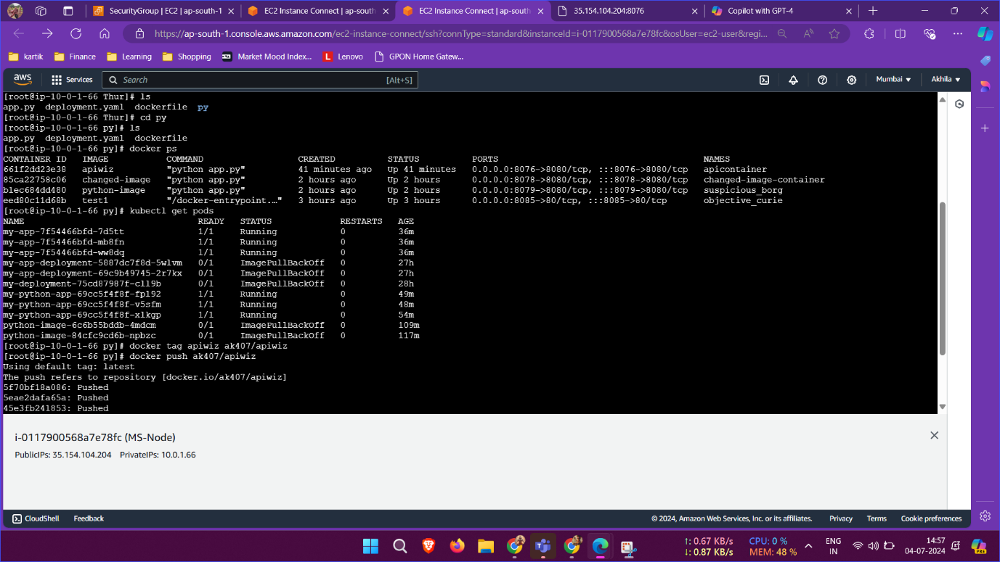 SecurityGroup | EC2 | ap-south-1
EC2 Instance Connect | ap-south-
EC2 Instance Connect | ap-south-
35.154.104.204:8076
Copilot with GPT-4
https://ap-south-1.console.aws.amazon.com/ec2-instance-connect/ssh?connType=standard&instanceId=i-0117900568a7e78fc&osUser=ec2-user&regi...
kartik
Finance
Learning
Shopping
Market Mood Index...
Lenovo
GPON Home Gatew...
aws
Services
Search
[Alt+S]
Mumbai
Akhila
[root@ip-10-0-1-66 Thur]# ls
app.py deployment.yaml dockerfile py
[root@ip-10-0-1-66 Thur]# cd py
[root@ip-10-0-1-66 py]# ls
app.py deployment.yaml dockerfile
[root@ip-10-0-1-66 py]# docker ps
CONTAINER ID IMAGE COMMAND CREATED STATUS PORTS NAMES
661f2dd23e38 apiwiz "python app.py" 41 minutes ago Up 41 minutes 0.0.0.0:8076->8080/tcp, :::8076->8080/tcp apicontainer
85ca22758c06 changed-image "python app.py" 2 hours ago Up 2 hours 0.0.0.0:8078->8080/tcp, :::8078->8080/tcp changed-image-container
b1ec684dd480 python-image "python app.py" 2 hours ago Up 2 hours 0.0.0.0:8079->8080/tcp, :::8079->8080/tcp suspicious_borg
eed80c11d68b test1 "/docker-entrypoint.…" 3 hours ago Up 3 hours 0.0.0.0:8085->80/tcp, :::8085->80/tcp objective_curie
[root@ip-10-0-1-66 py]# kubectl get pods
NAME READY STATUS RESTARTS AGE
my-app-7f54466bfd-7d5tt 1/1 Running 0 36m
my-app-7f54466bfd-mb8fn 1/1 Running 0 36m
my-app-7f54466bfd-ww8dq 1/1 Running 0 36m
my-app-deployment-5887dc7f8d-5wlvm 0/1 ImagePullBackOff 0 27h
my-app-deployment-69c9b49745-2r7kx 0/1 ImagePullBackOff 0 27h
my-deployment-75cd87987f-cll9b 0/1 ImagePullBackOff 0 28h
my-python-app-69cc5f4f8f-fpl92 1/1 Running 0 49m
my-python-app-69cc5f4f8f-v5sfm 1/1 Running 0 48m
my-python-app-69cc5f4f8f-xlkgp 1/1 Running 0 54m
python-image-6c6b55bddb-4mdcm 0/1 ImagePullBackOff 0 109m
python-image-84cfc9cd6b-npbzc 0/1 ImagePullBackOff 0 117m
[root@ip-10-0-1-66 py]# docker tag apiwiz ak407/apiwiz
[root@ip-10-0-1-66 py]# docker push ak407/apiwiz
Using default tag: latest
The push refers to repository [docker.io/ak407/apiwiz]
5f70bf18a086: Pushed
5eae2dafa65a: Pushed
45e3fb241853: Pushed
i-0117900568a7e78fc (MS-Node)
PublicIPs: 35.154.104.204 PrivateIPs: 10.0.1.66
CloudShell
Feedback
© 2024, Amazon Web Services, Inc. or its affiliates.
Privacy
Terms
Cookie preferences
↑: 0.67 KB/s CPU: 0 %
↓: 0.87 KB/s MEM: 48 %
ENG
IN
14:57
04-07-2024
PRE